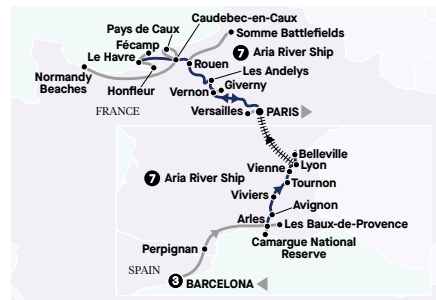 Caudebec-en-Caux
Pays de Caux
Somme Battlefields
Fécamp
7 Aria River Ship
Le Havre
Rouen
Les Andelys
Normandy
Beaches
Honfleur
Vernon
Giverny
FRANCE
Versailles
PARIS
Belleville
Lyon
Vienne
7 Aria River Ship
Tournon
Viviers
Avignon
Arles
Les Baux-de-Provence
Camargue National
Reserve
Perpignan
SPAIN
3 BARCELONA